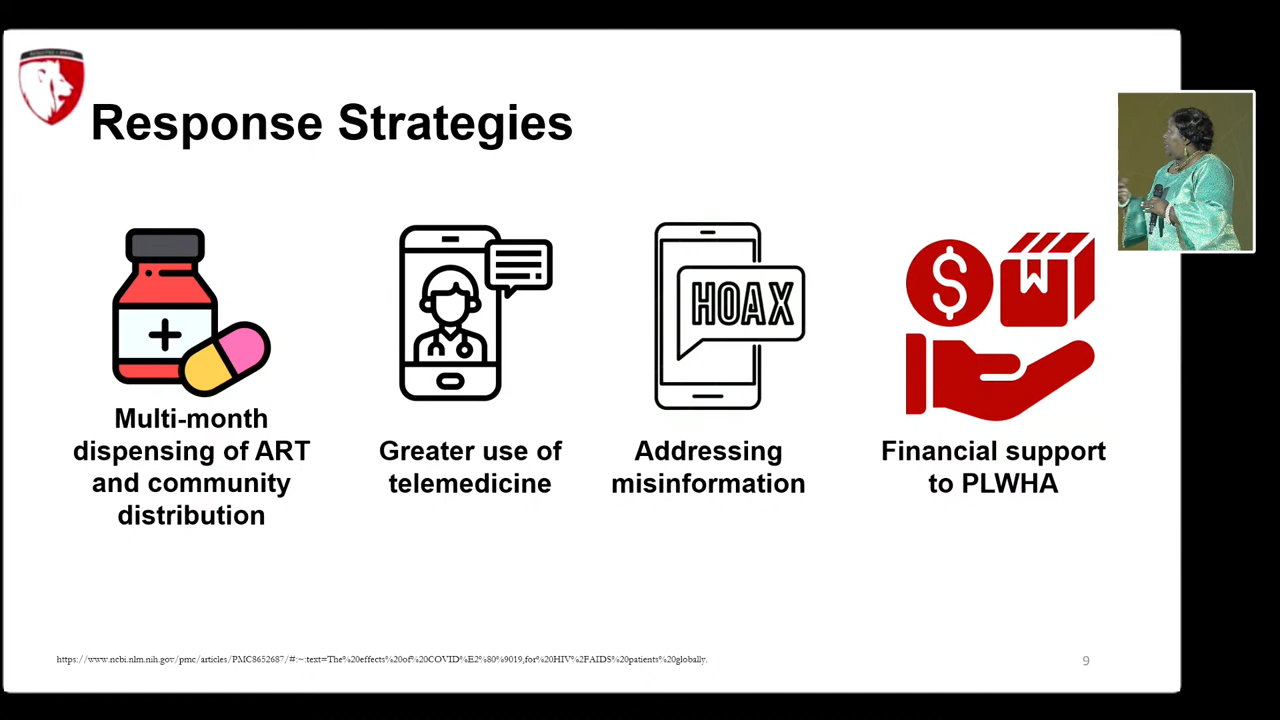 Response Strategies
HOAX
Multi-month
dispensing of ART
and community
distribution
Greater use of
telemedicine
Addressing
misinformation
Financial support
to PLWHA
https://www.ncbi.nlm.nih.gov/pmc/articles/PMC8652687/#:~:text=The%20effects%20of%20COVID%E2%80%9019,for%20HIV%2FAIDS%20patients%20globally.
9